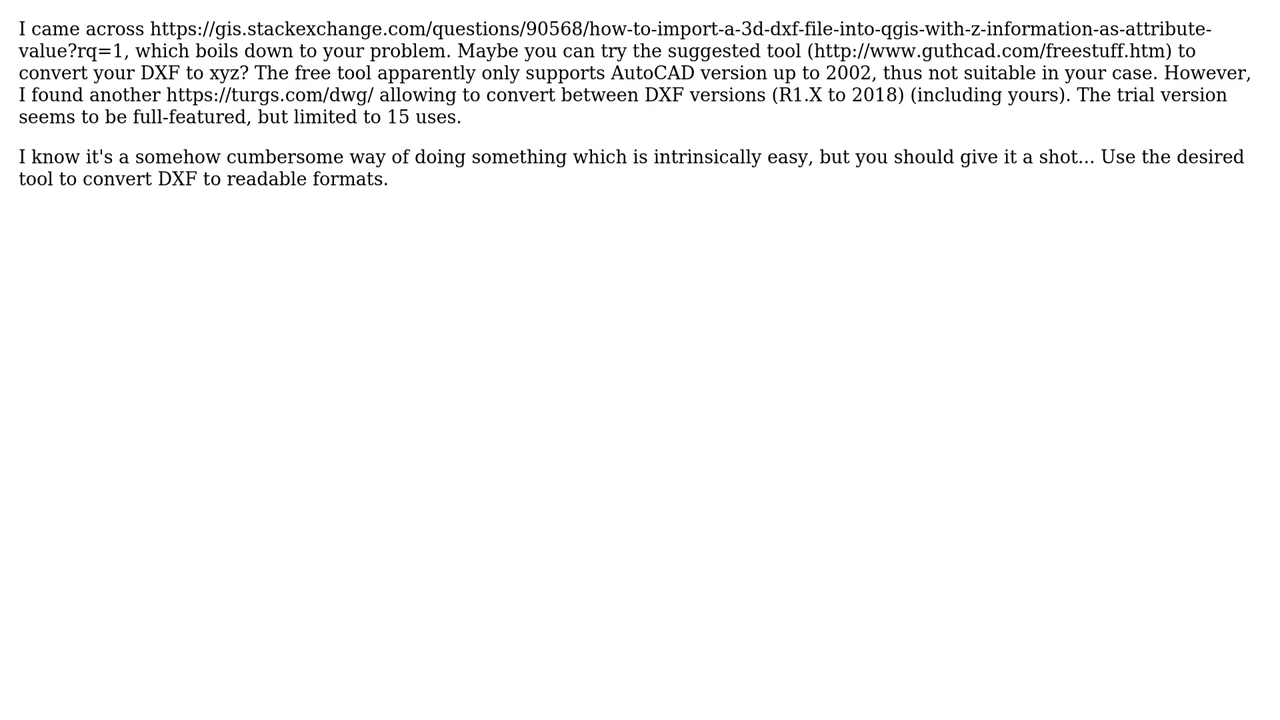 I came across https://gis.stackexchange.com/questions/90568/how-to-import-a-3d-dxf-file-into-qgis-with-z-information-as-attribute-
value?rq=1, which boils down to your problem. Maybe you can try the suggested tool (http://www.guthcad.com/freestuff.htm) to
convert your DXF to xyz? The free tool apparently only supports AutoCAD version up to 2002, thus not suitable in your case. However,
I found another https://turgs.com/dwg/ allowing to convert between DXF versions (R1.X to 2018) (including yours). The trial version
seems to be full-featured, but limited to 15 uses.
I know it's a somehow cumbersome way of doing something which is intrinsically easy, but you should give it a shot... Use the desired
tool to convert DXF to readable formats.